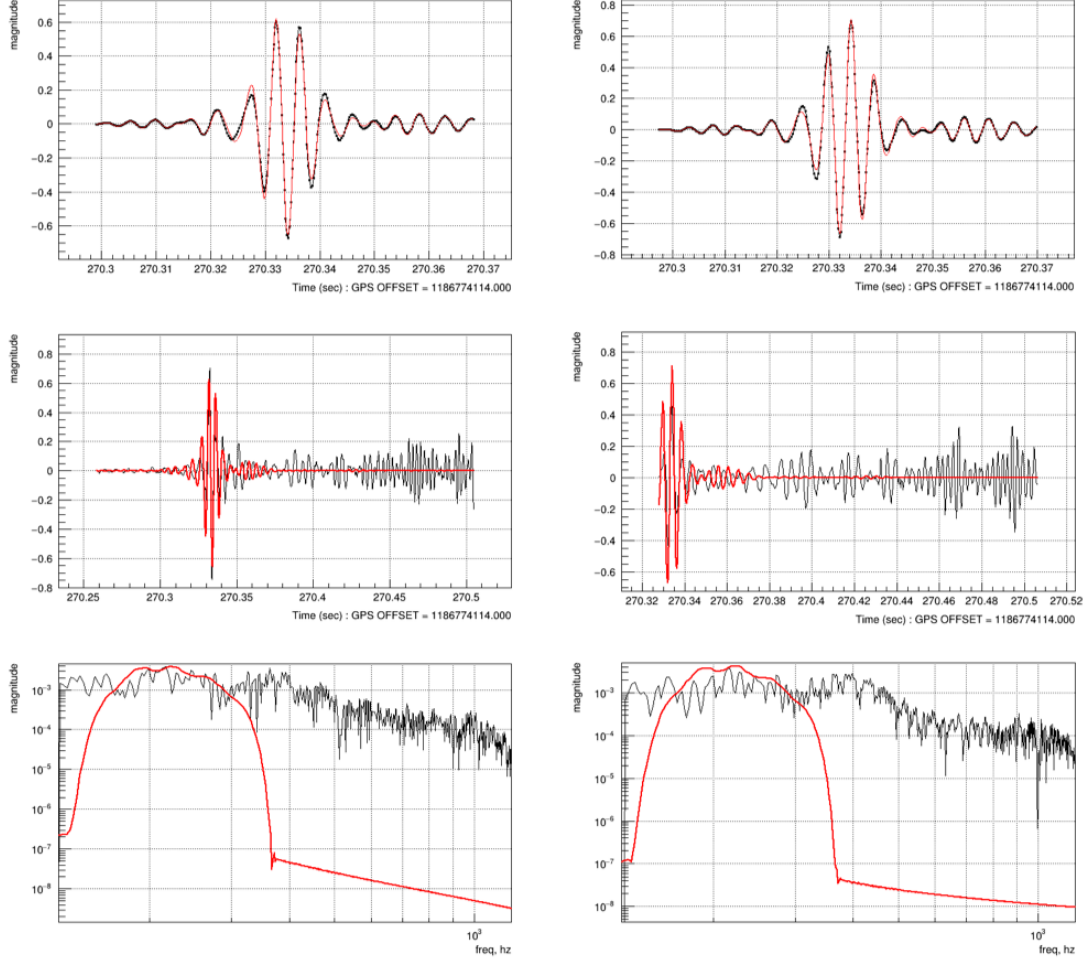 magnitude
0.6
0.4
0.2
0
−0.2
−0.4
−0.6
270.3 270.31 270.32 270.33 270.34 270.35 270.36 270.37
Time (sec) : GPS OFFSET = 1186774114.000
magnitude
0.8
0.6
0.4
0.2
0
−0.2
−0.4
−0.6
−0.8
270.3 270.31 270.32 270.33 270.34 270.35 270.36 270.37
Time (sec) : GPS OFFSET = 1186774114.000
magnitude
0.8
0.6
0.4
0.2
0
−0.2
−0.4
−0.6
−0.8
270.25 270.3 270.35 270.4 270.45 270.5
Time (sec) : GPS OFFSET = 1186774114.000
magnitude
0.8
0.6
0.4
0.2
0
−0.2
−0.4
−0.6
270.32 270.34 270.36 270.38 270.4 270.42 270.44 270.46 270.48 270.5 270.52
Time (sec) : GPS OFFSET = 1186774114.000
magnitude
10⁻³
10⁻⁴
10⁻⁵
10⁻⁶
10⁻⁷
10⁻⁸
10³
freq, hz
magnitude
10⁻³
10⁻⁴
10⁻⁵
10⁻⁶
10⁻⁷
10⁻⁸
10³
freq, hz